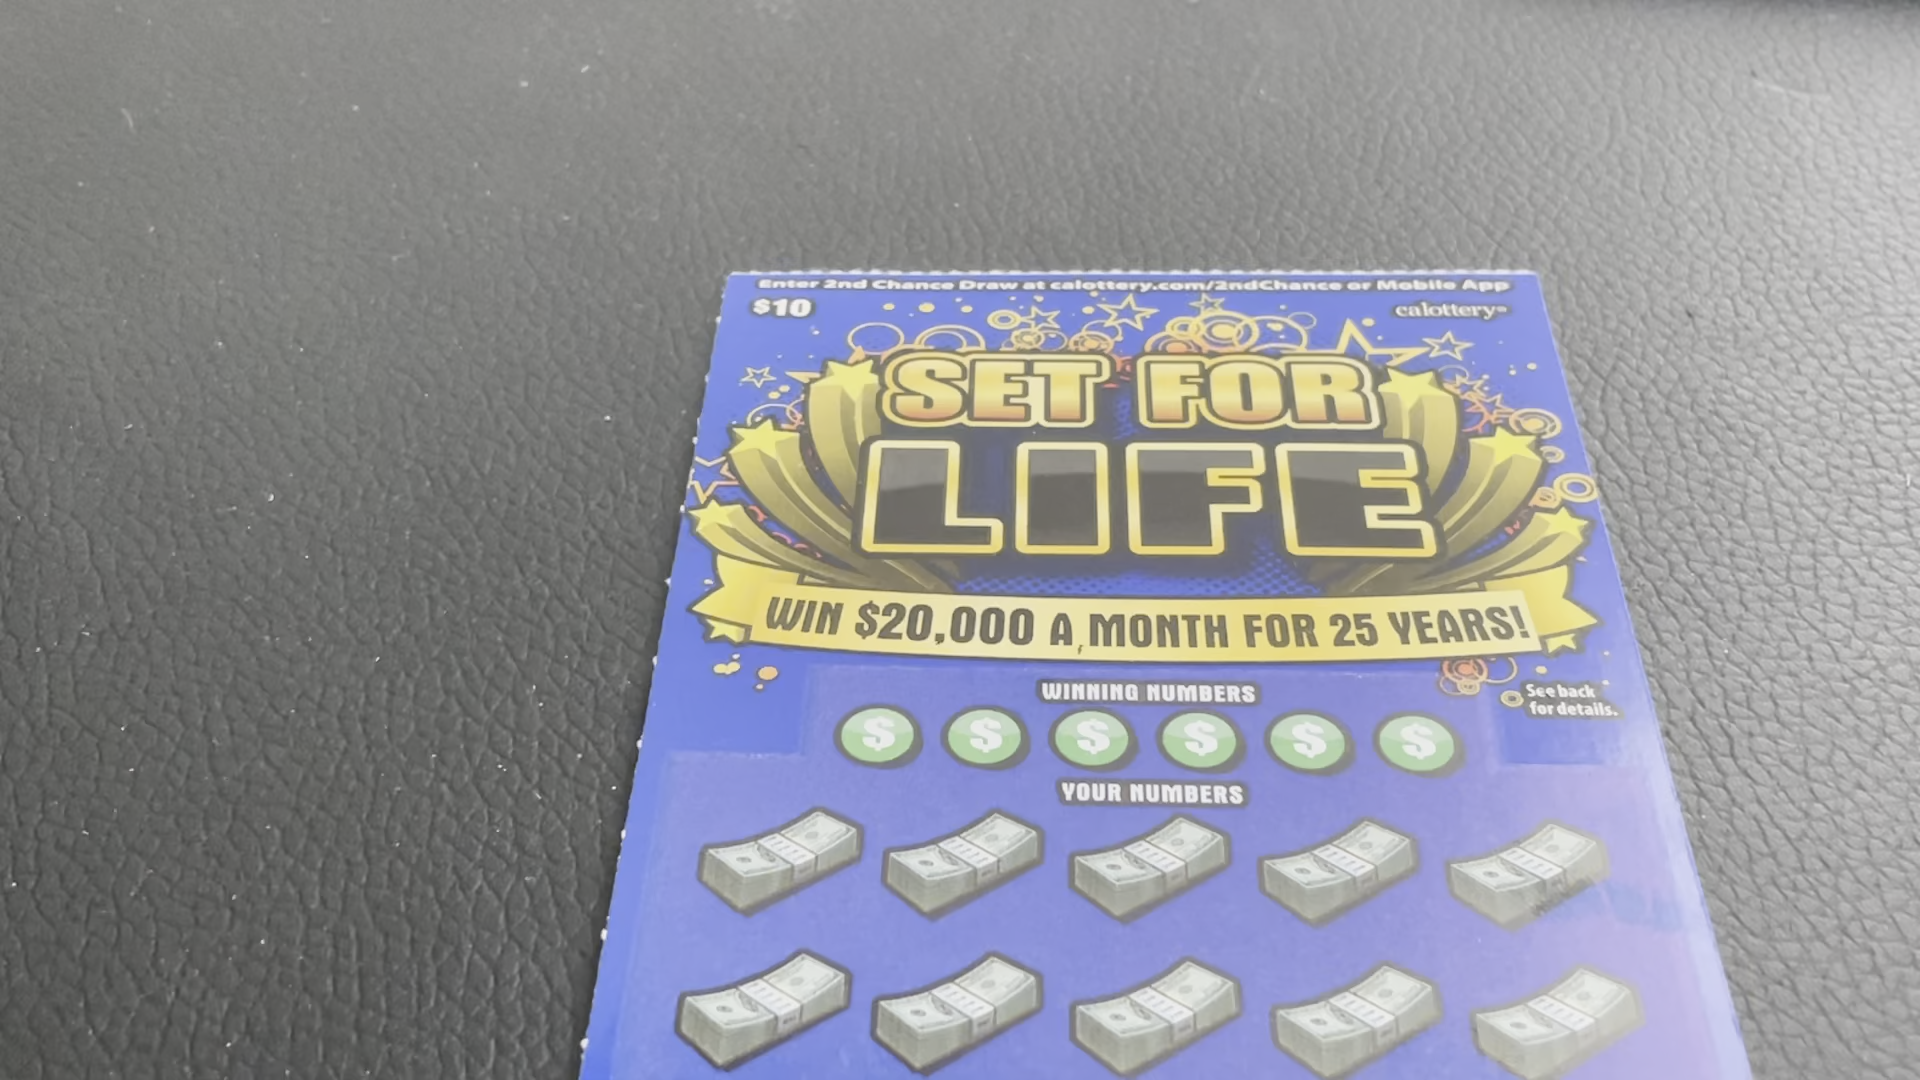 Enter 2nd Chance Draw at calottery.com/2ndChance or Mobile App
$10
calottery®
SET FOR
LIFE
WIN $20,000 A MONTH FOR 25 YEARS!
WINNING NUMBERS
See back
for details.
$ $ $ $ $ $
YOUR NUMBERS